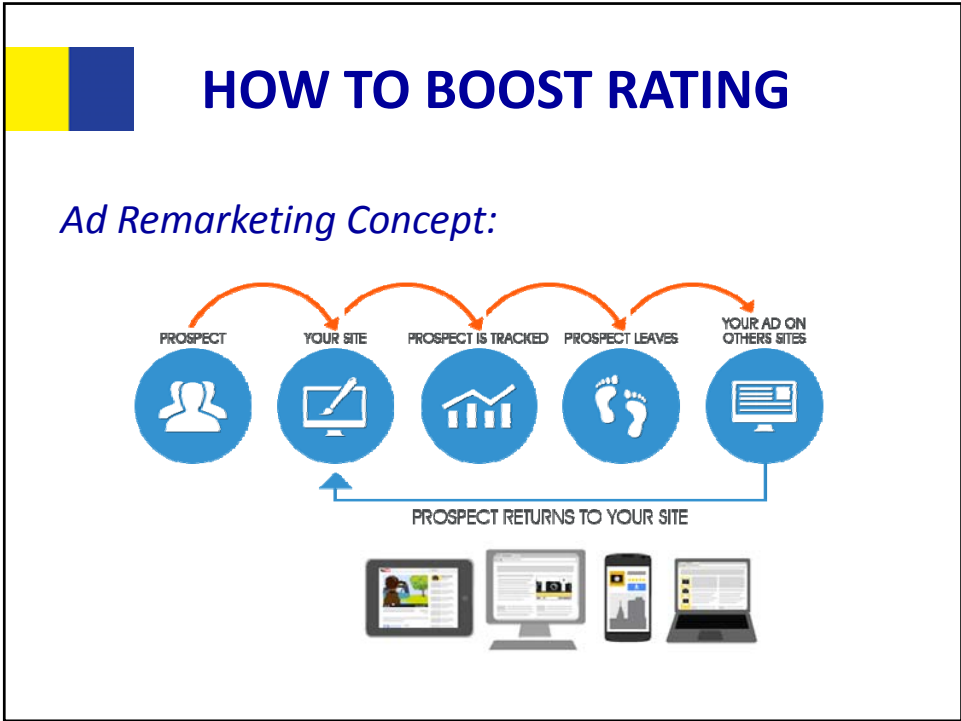 HOW TO BOOST RATING
Ad Remarketing Concept:
PROSPECT
YOUR SITE
PROSPECT IS TRACKED
PROSPECT LEAVES
YOUR AD ON
OTHERS SITES
PROSPECT RETURNS TO YOUR SITE